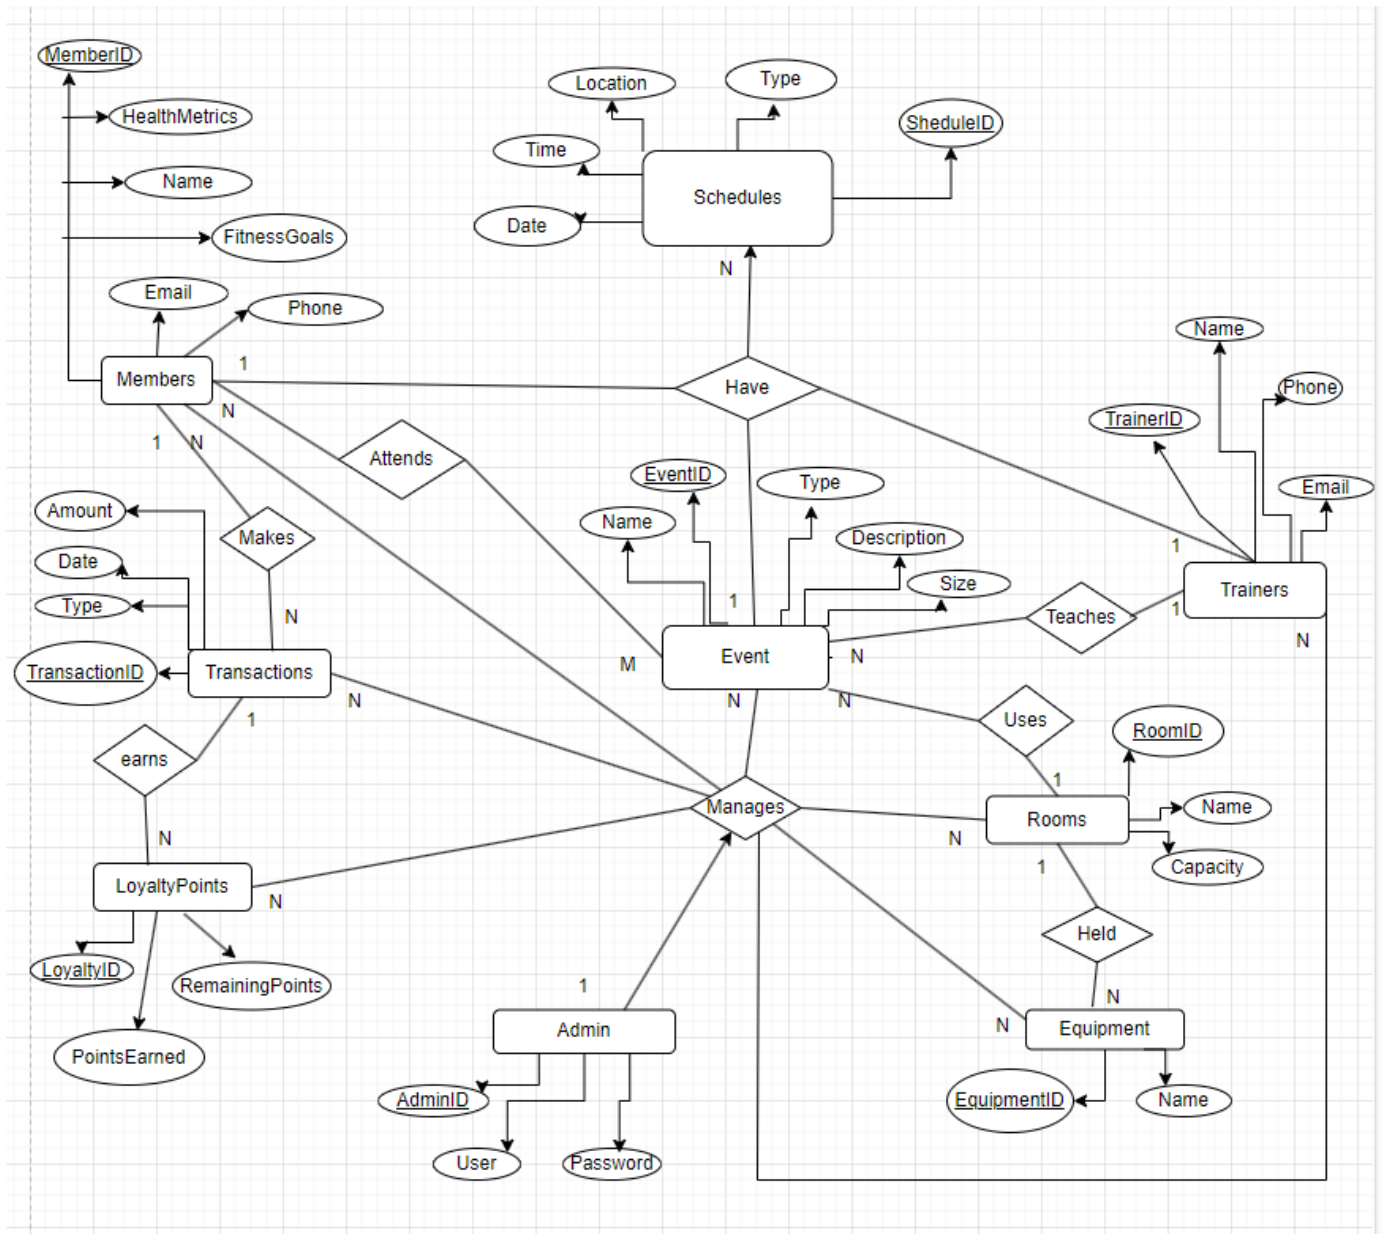 MemberID
Location
Type
HealthMetrics
SheduleID
Time
Name
Schedules
Date
FitnessGoals
N
Email
Phone
Name
1
Members
Have
Phone
N
TrainerID
1
N
Attends
EventID
Type
Email
Amount
Name
Makes
Description
1
Date
Size
Trainers
Type
1
1
N
Teaches
N
M
Event
N
TransactionID
Transactions
N
N
N
1
Uses
RoomID
earns
1
Manages
Name
Rooms
N
N
1
Capacity
LoyaltyPoints
N
Held
LoyaltyID
RemainingPoints
1
N
Admin
N
Equipment
PointsEarned
AdminID
EquipmentID
Name
User
Password